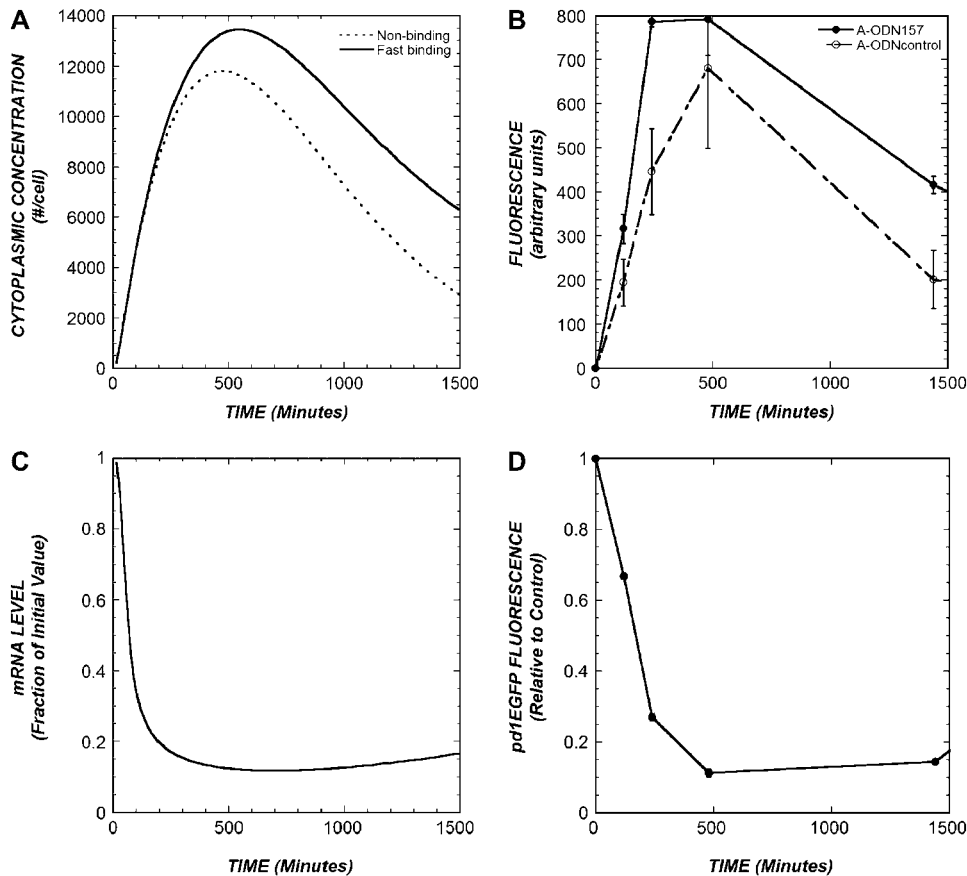 A
CYTOPLASMIC CONCENTRATION
(#/cell)
14000
12000
10000
8000
6000
4000
2000
0
Non-binding
Fast binding
0
500
1000
1500
TIME (Minutes)
B
FLUORESCENCE
(arbitrary units)
800
700
600
500
400
300
200
100
0
A-ODN157
A-ODNcontrol
0
500
1000
1500
TIME (Minutes)
C
mRNA LEVEL
(Fraction of Initial Value)
1
0.8
0.6
0.4
0.2
0
0
500
1000
1500
TIME (Minutes)
D
pd1EGFP FLUORESCENCE
(Relative to Control)
1
0.8
0.6
0.4
0.2
0
0
500
1000
1500
TIME (Minutes)